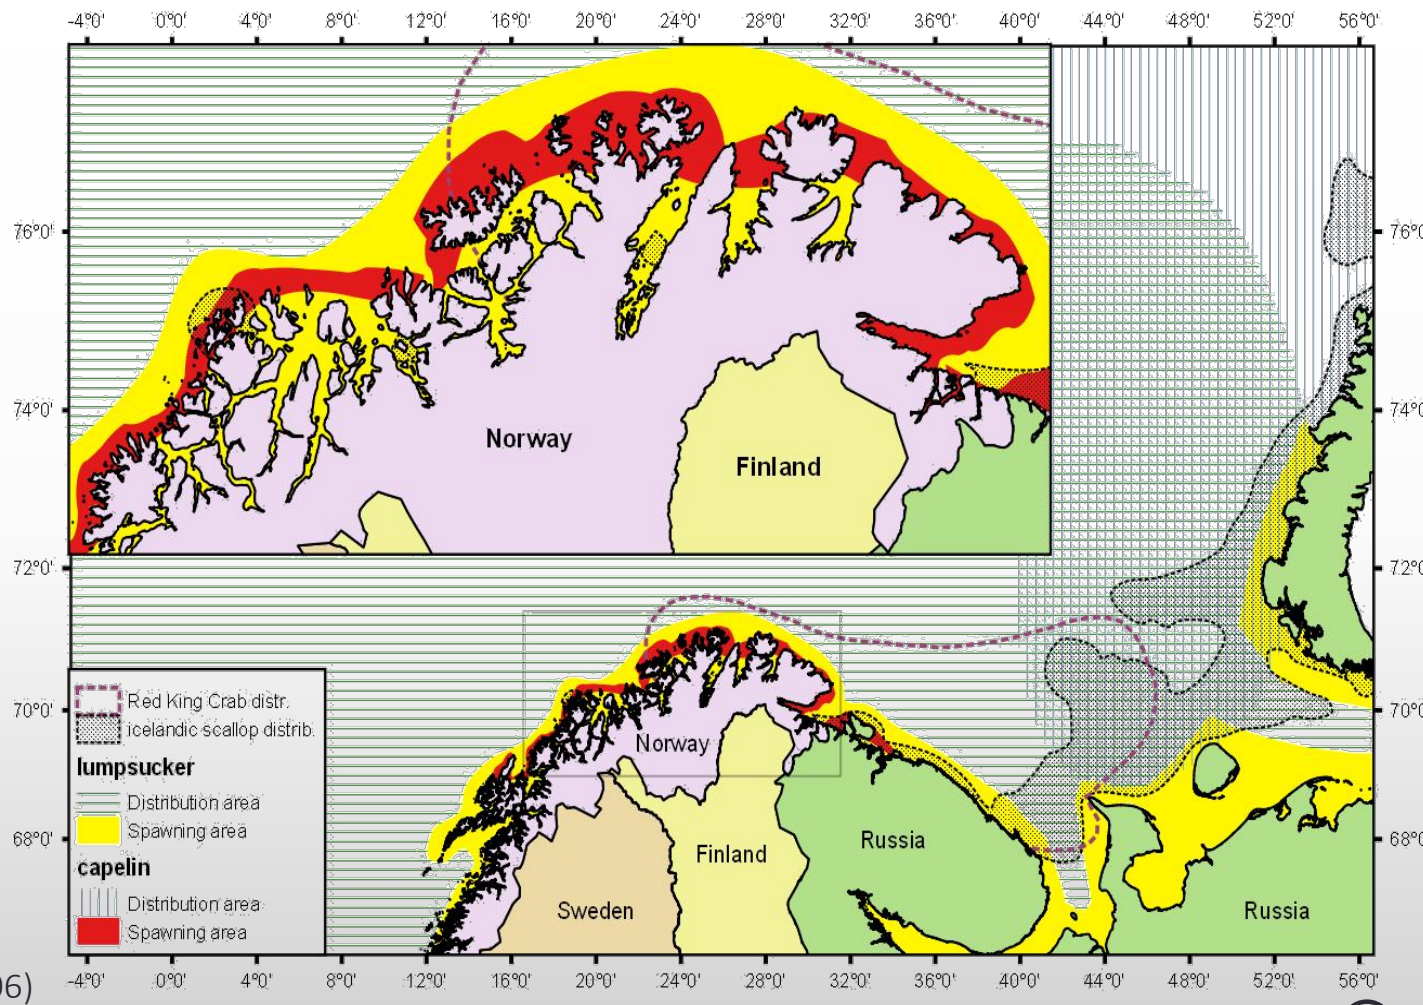 -4°0' 0°0' 4°0' 8°0' 12°0' 16°0' 20°0' 24°0' 28°0' 32°0' 36°0' 40°0' 44°0' 48°0' 52°0' 56°0'
76°0' 76°0'
74°0' 74°0'
Norway
Finland
72°0' 72°0'
70°0' 70°0'
68°0' 68°0'
Red King Crab distr.
icelandic scallop distrib.
lumpsucker
Distribution area
Spawning area
capelin
Distribution area
Spawning area
Norway
Finland
Sweden
Russia
Russia
-4°0' 0°0' 4°0' 8°0' 12°0' 16°0' 20°0' 24°0' 28°0' 32°0' 36°0' 40°0' 44°0' 48°0' 52°0' 56°0'